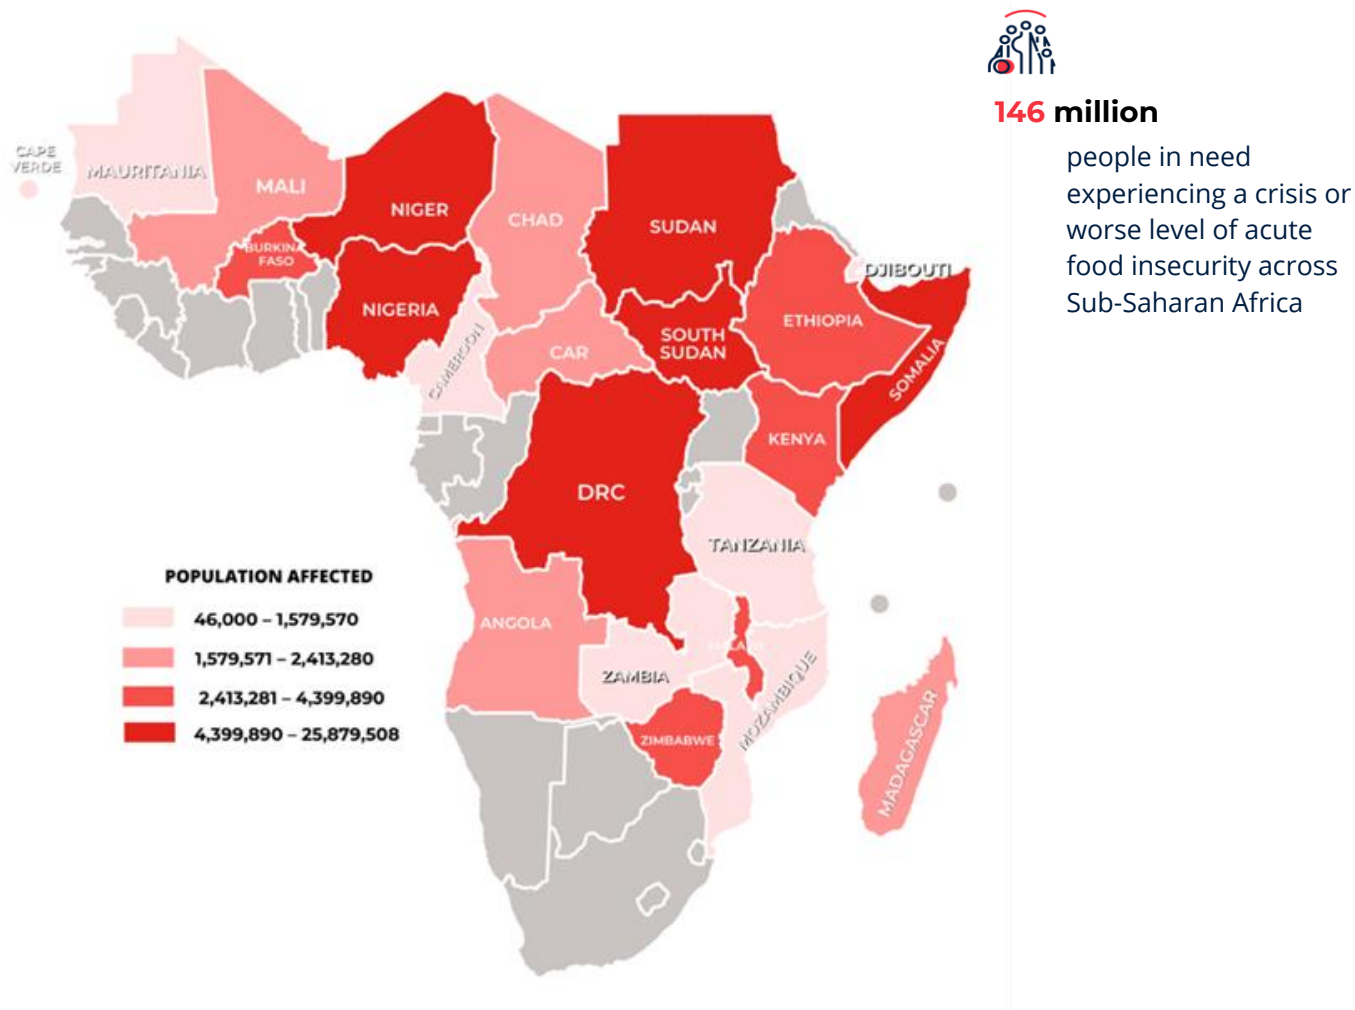 146 million
people in need
experiencing a crisis or
worse level of acute
food insecurity across
Sub-Saharan Africa
CAPE
VERDE
MAURITANIA
MALI
NIGER
CHAD
SUDAN
BURKINA
FASO
DJIBOUTI
NIGERIA
ETHIOPIA
SOUTH
SUDAN
CAMEROON
CAR
SOMALIA
KENYA
DRC
TANZANIA
ANGOLA
ZAMBIA
MOZAMBIQUE
ZIMBABWE
MADAGASCAR
POPULATION AFFECTED
46,000 – 1,579,570
1,579,571 – 2,413,280
2,413,281 – 4,399,890
4,399,890 – 25,879,508